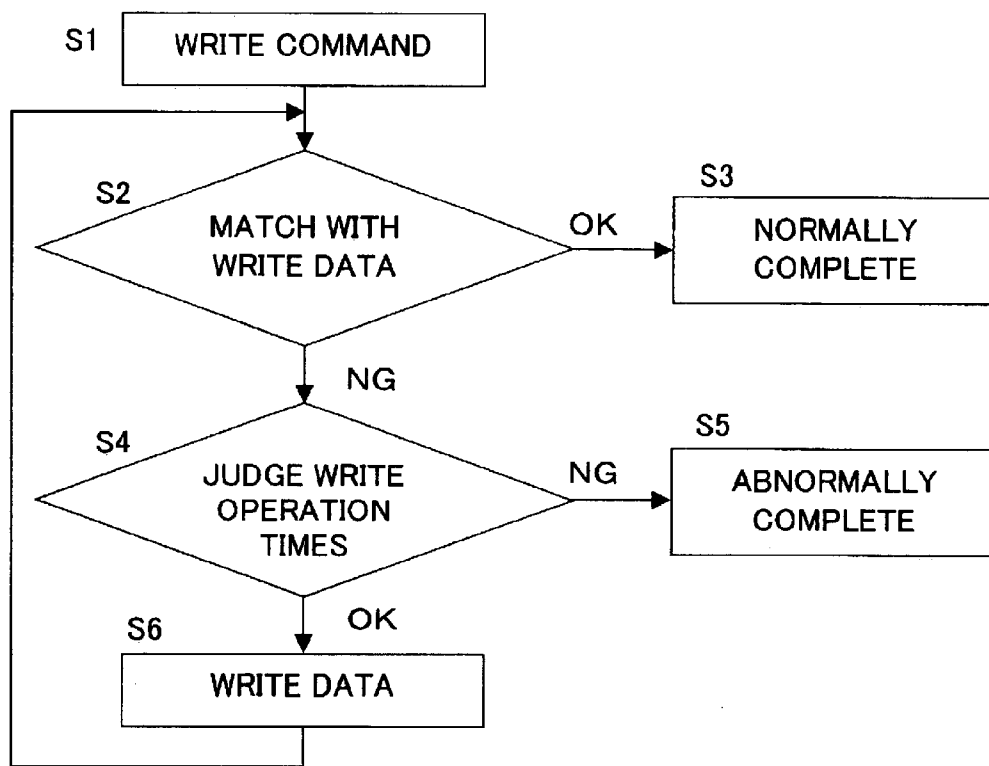 S1
WRITE COMMAND
S2
MATCH WITH
WRITE DATA
OK
S3
NORMALLY
COMPLETE
NG
S4
JUDGE WRITE
OPERATION
TIMES
NG
S5
ABNORMALLY
COMPLETE
OK
S6
WRITE DATA